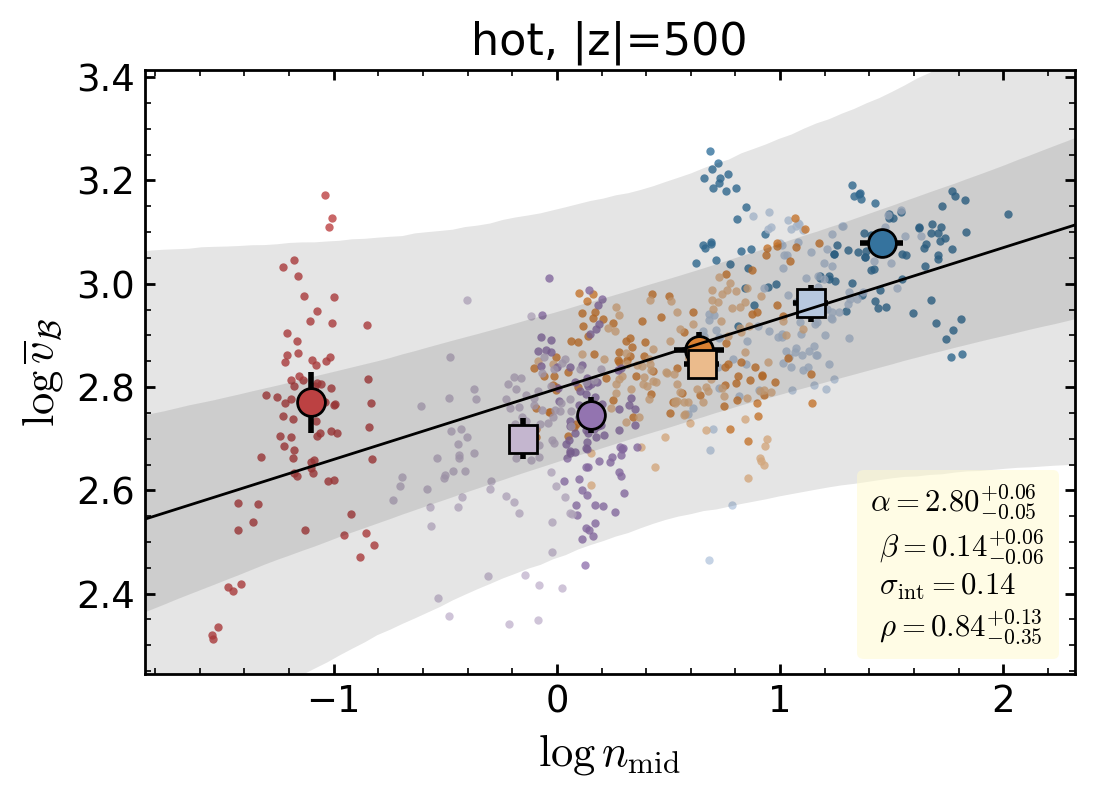 hot, |z|=500
3.4
3.2
3.0
2.8
2.6
2.4
log v̅_ℬ
α = 2.80^{+0.06}_{−0.05}
β = 0.14^{+0.06}_{−0.06}
σ_int = 0.14
ρ = 0.84^{+0.13}_{−0.35}
−1 0 1 2
log n_mid